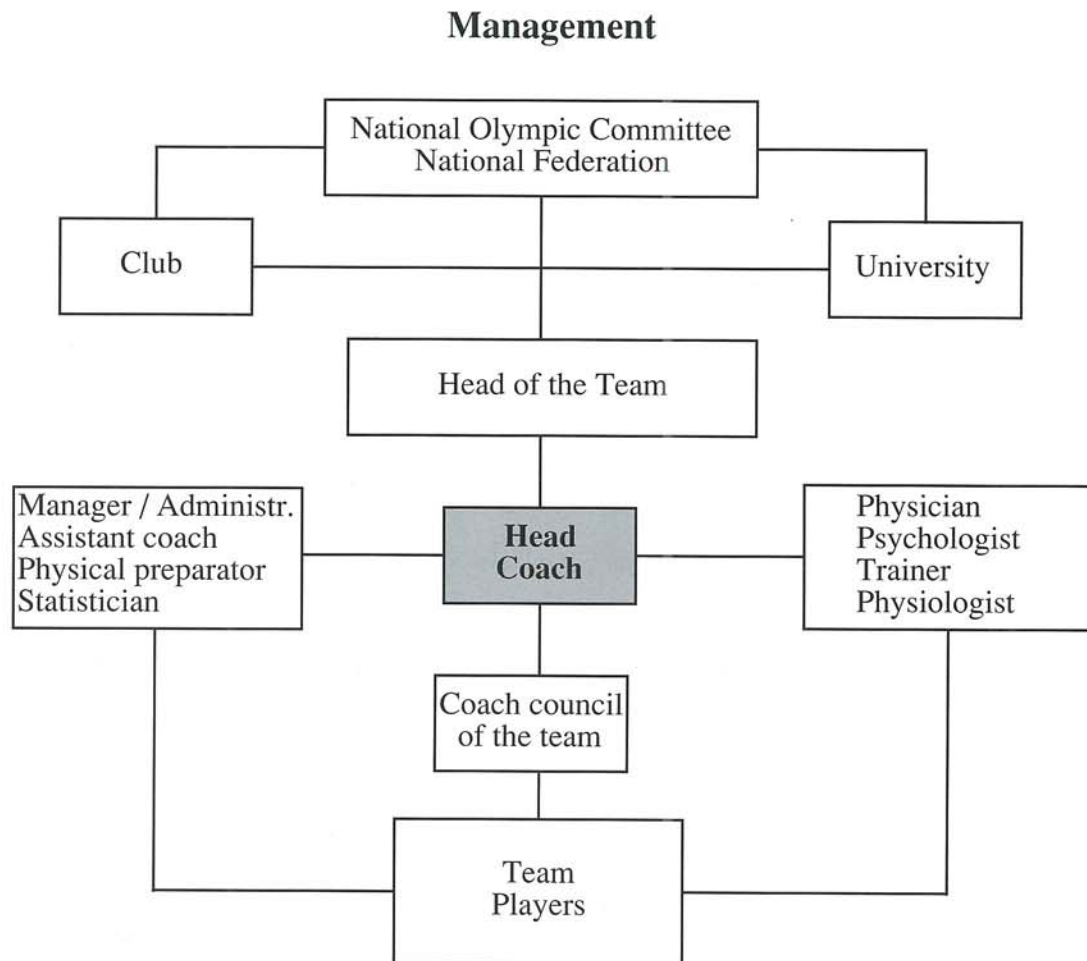 Management
National Olympic Committee
National Federation
Club
University
Head of the Team
Manager / Administr.
Assistant coach
Physical preparator
Statistician
Head
Coach
Physician
Psychologist
Trainer
Physiologist
Coach council
of the team
Team
Players